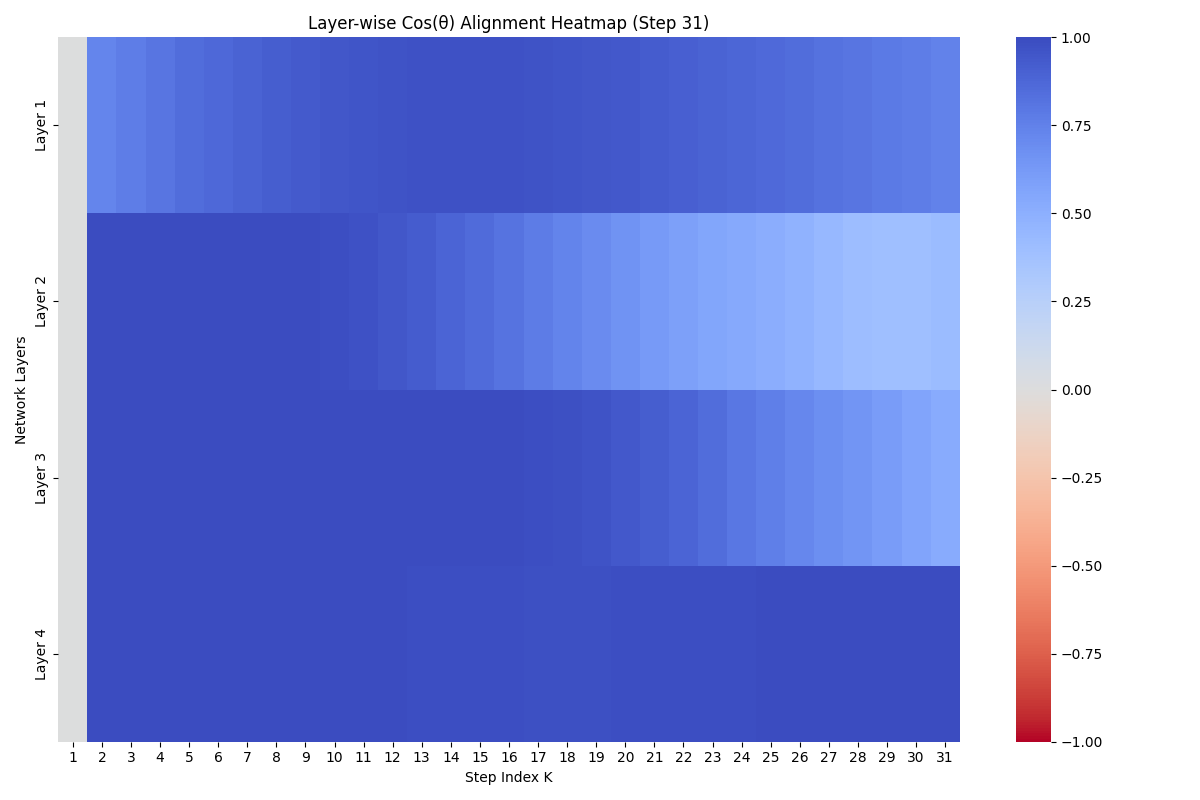 Layer-wise Cos(θ) Alignment Heatmap (Step 31)
Network Layers
Layer 1
Layer 2
Layer 3
Layer 4
1 2 3 4 5 6 7 8 9 10 11 12 13 14 15 16 17 18 19 20 21 22 23 24 25 26 27 28 29 30 31
Step Index K
1.00
0.75
0.50
0.25
0.00
−0.25
−0.50
−0.75
−1.00